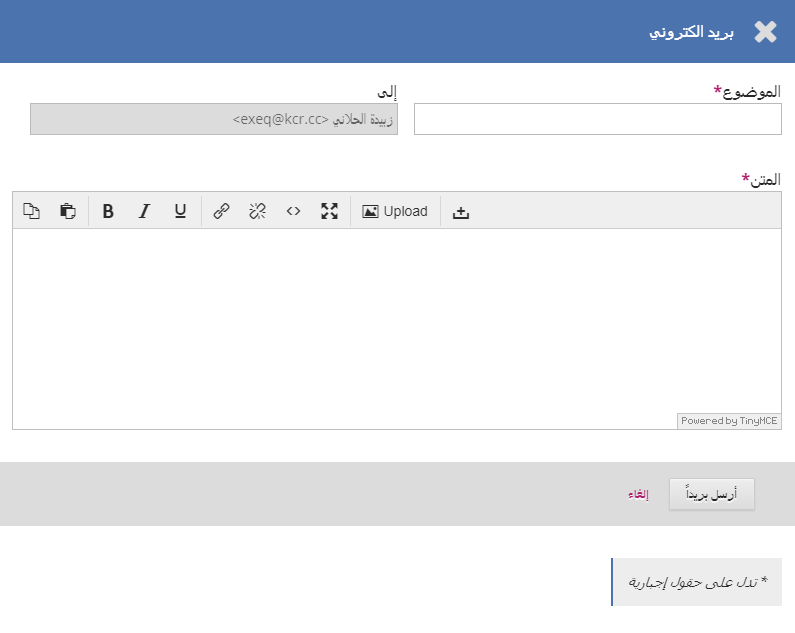 بريد الكتروني
الموضوع*
إلى
زبيدة الحلاني <exeq@kcr.cc>
المتن*
B I U <> Upload
Powered by TinyMCE
أرسل بريداً
إلغاء
* تدل على حقول إجبارية